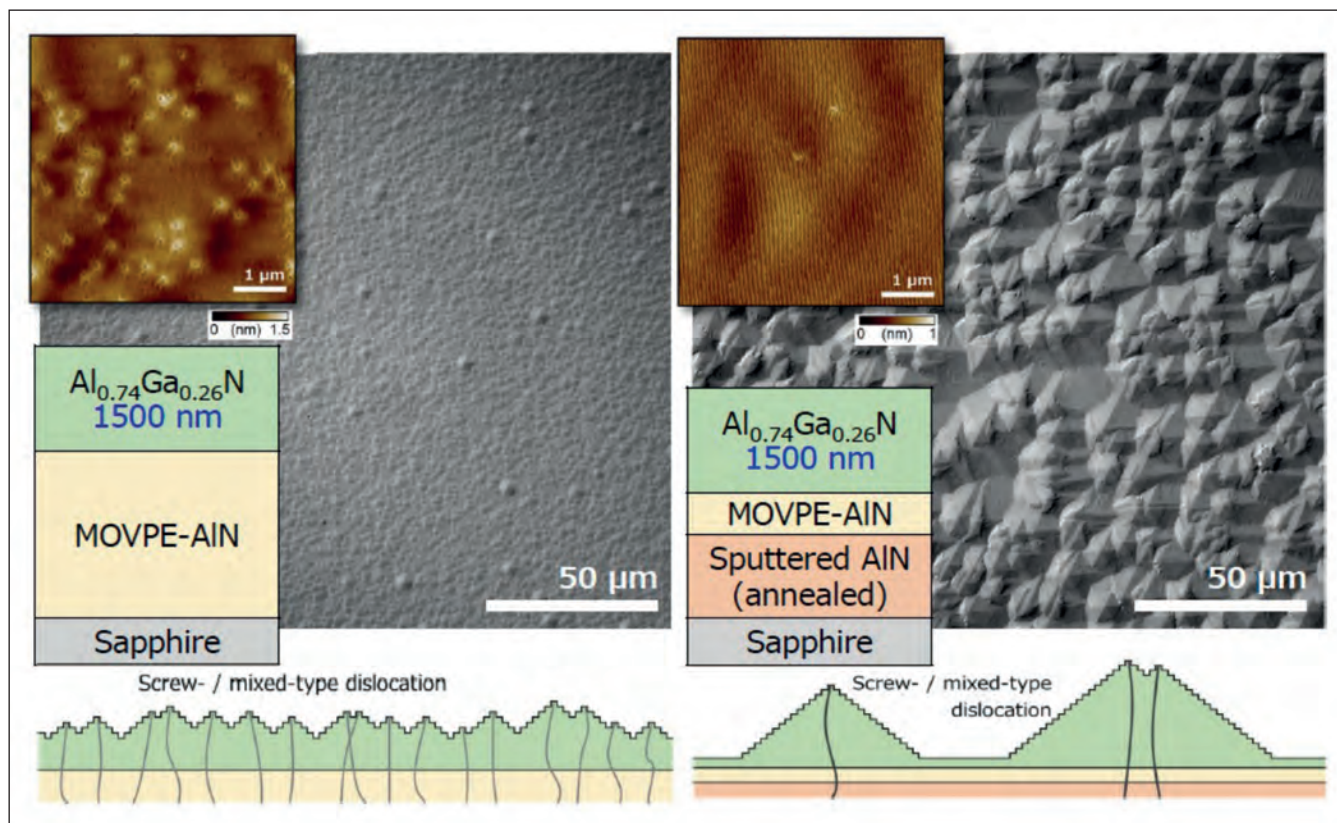 1 μm
0 (nm) 1.5
Al0.74Ga0.26N
1500 nm
MOVPE-AlN
Sapphire
50 μm
Screw- / mixed-type dislocation
1 μm
0 (nm) 1
Al0.74Ga0.26N
1500 nm
MOVPE-AlN
Sputtered AlN
(annealed)
Sapphire
50 μm
Screw- / mixed-type
dislocation